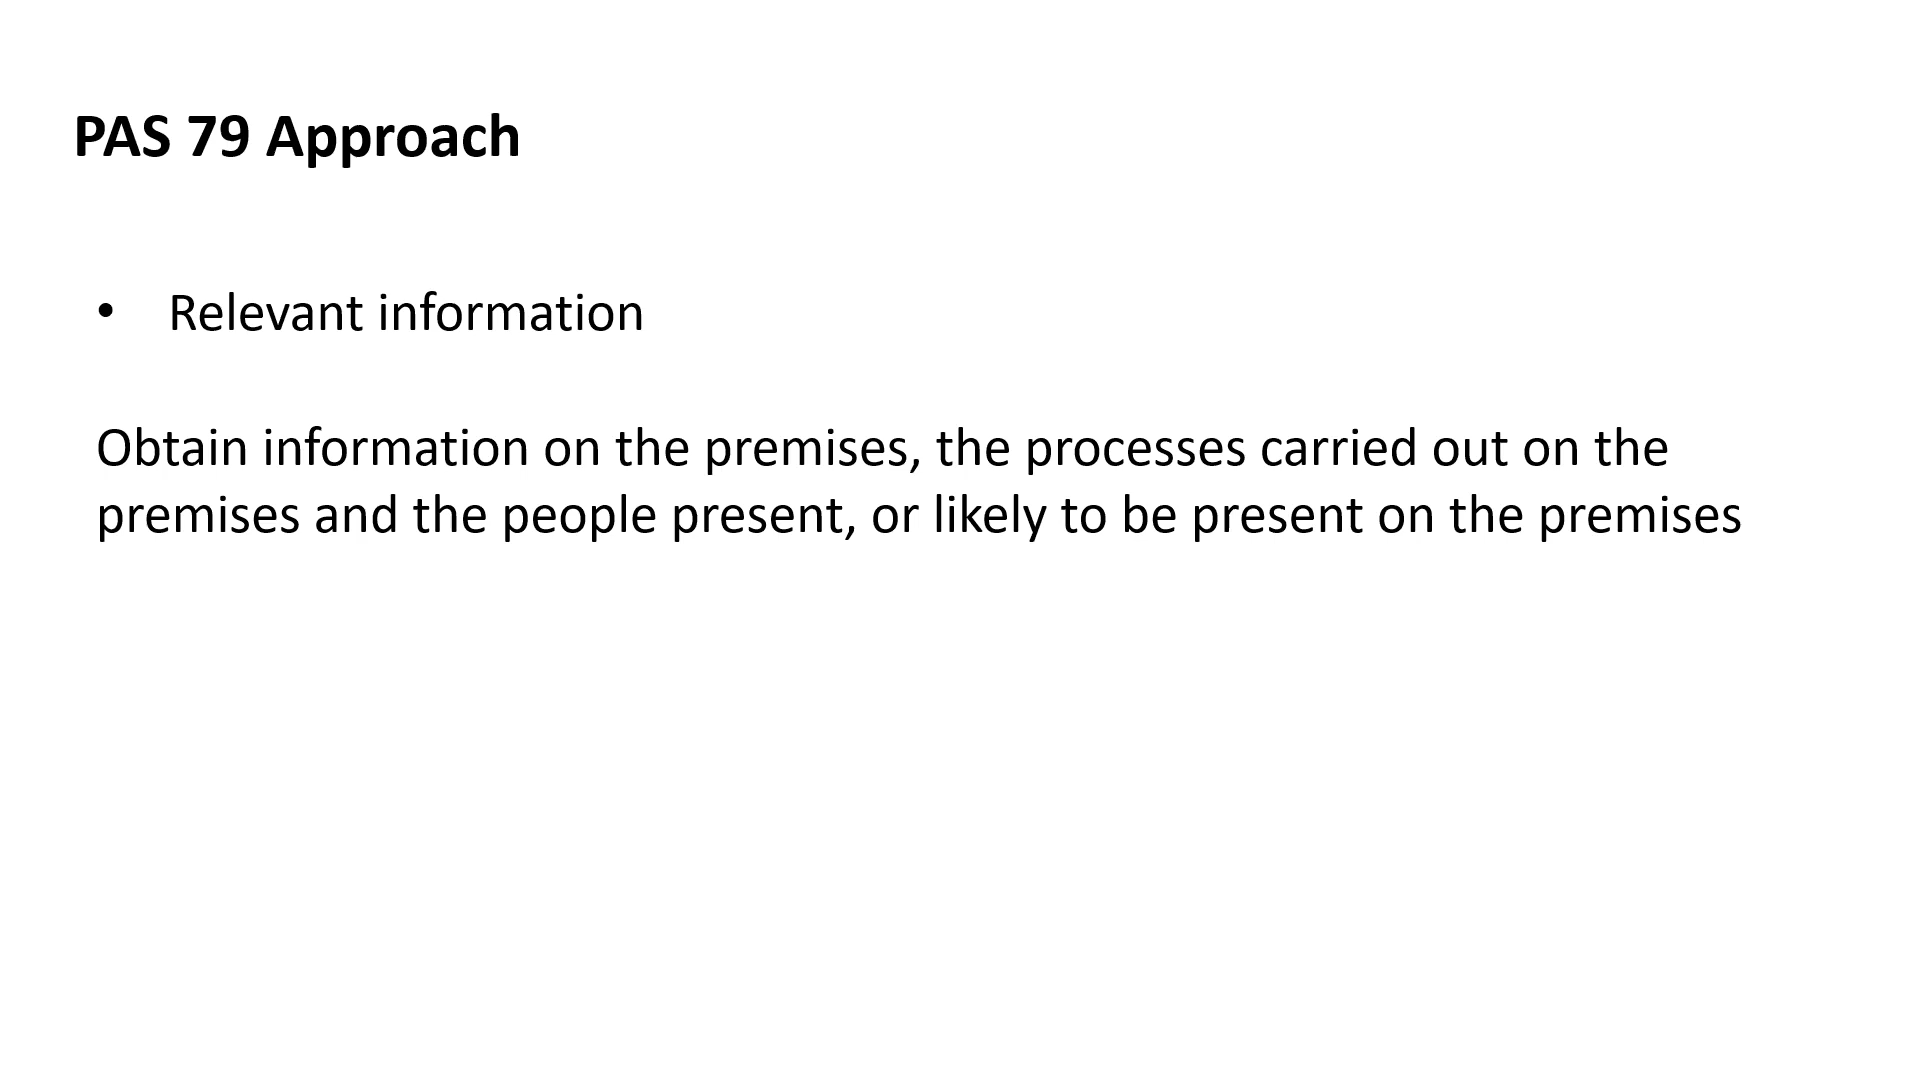 PAS 79 Approach
• Relevant information
Obtain information on the premises, the processes carried out on the
premises and the people present, or likely to be present on the premises